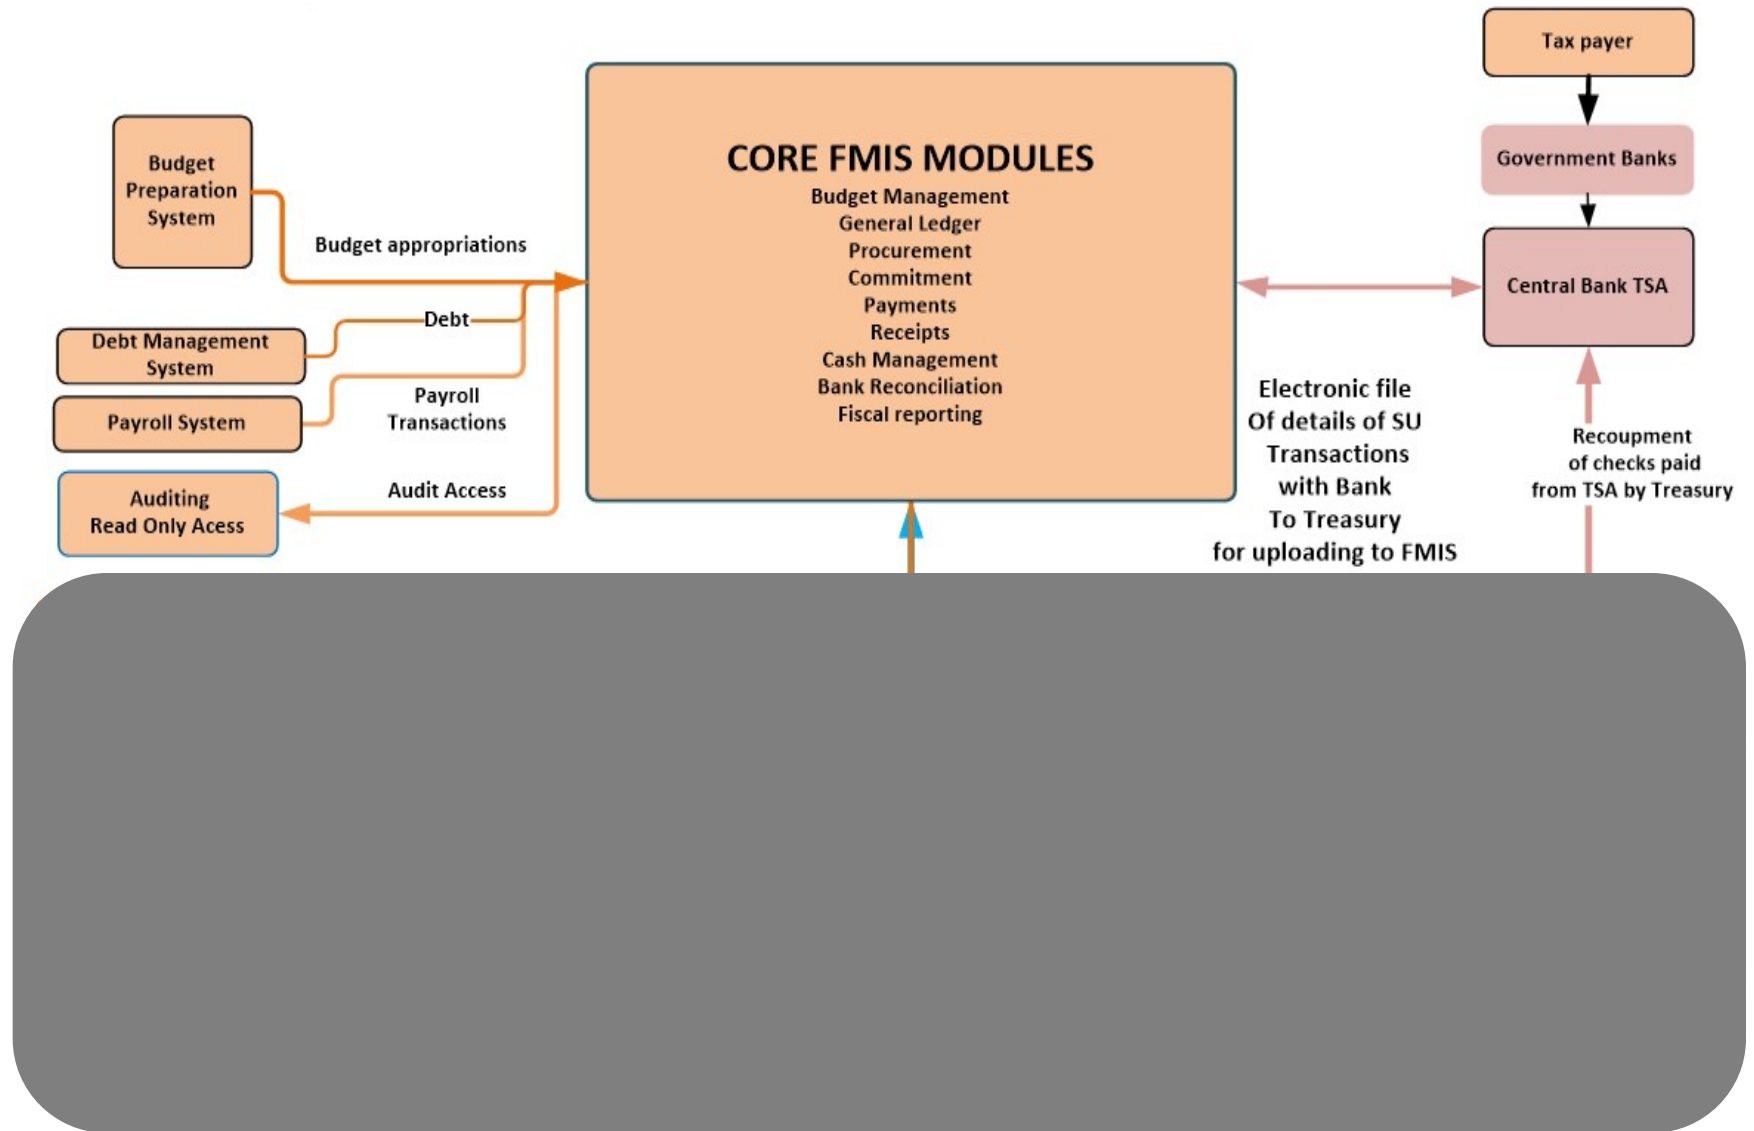 Tax payer
Government Banks
Central Bank TSA
CORE FMIS MODULES
Budget Management
General Ledger
Procurement
Commitment
Payments
Receipts
Cash Management
Bank Reconciliation
Fiscal reporting
Budget
Preparation
System
Budget appropriations
Debt
Debt Management
System
Payroll System
Payroll
Transactions
Auditing
Read Only Acess
Audit Access
Electronic file
Of details of SU
Transactions
with Bank
To Treasury
for uploading to FMIS
Recoupment
of checks paid
from TSA by Treasury